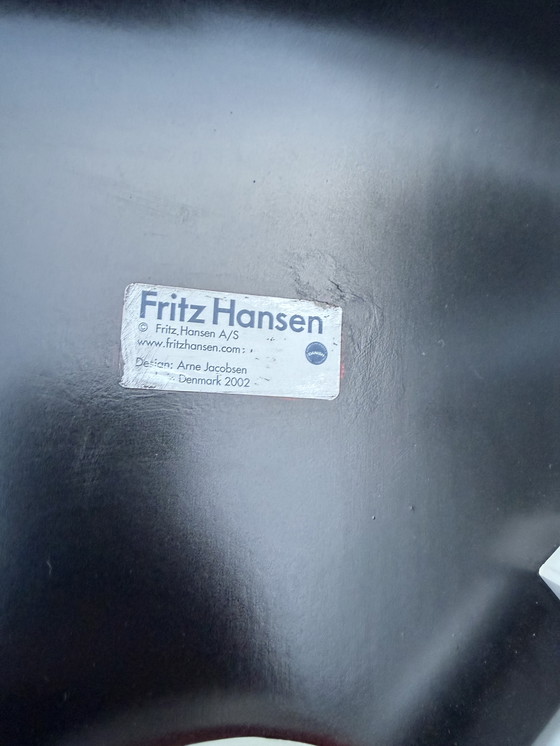 Fritz Hansen
© Fritz Hansen A/S
www.fritzhansen.com
Design: Arne Jacobsen
Denmark 2002